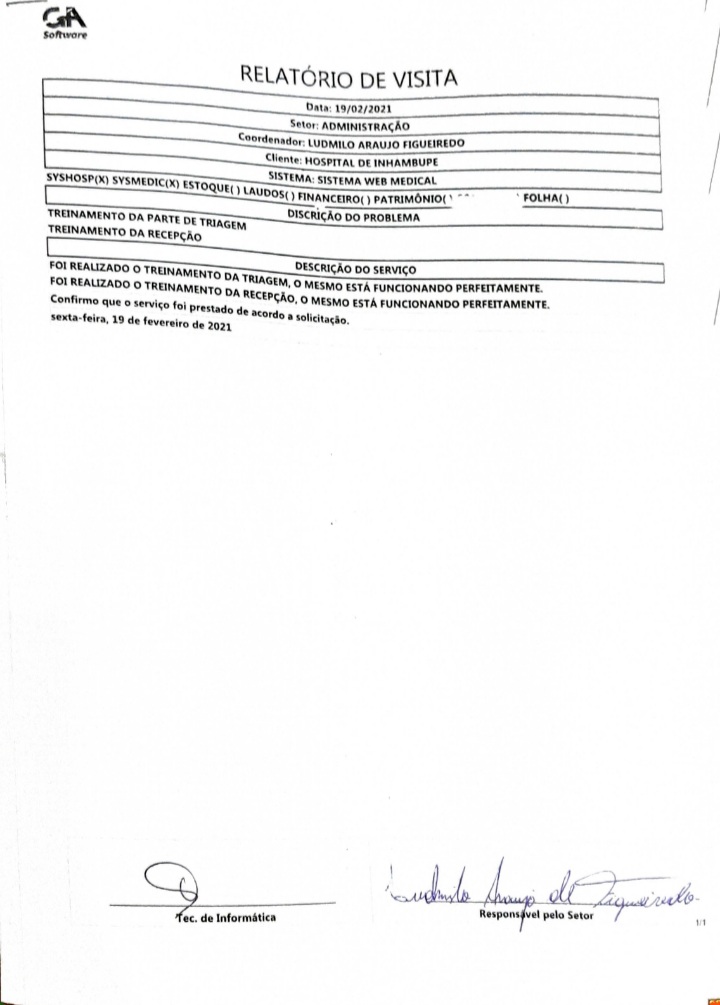 GA
Software
RELATÓRIO DE VISITA
Data: 19/02/2021
Setor: ADMINISTRAÇÃO
Coordenador: LUDMILO ARAUJO FIGUEIREDO
Cliente: HOSPITAL DE INHAMBUPE
SISTEMA: SISTEMA WEB MEDICAL
SYSHOSP(X) SYSMEDIC(X) ESTOQUE( ) LAUDOS( ) FINANCEIRO( ) PATRIMÔNIO( ) FOLHA( )
DISCRIÇÃO DO PROBLEMA
TREINAMENTO DA PARTE DE TRIAGEM
TREINAMENTO DA RECEPÇÃO
DESCRIÇÃO DO SERVIÇO
FOI REALIZADO O TREINAMENTO DA TRIAGEM, O MESMO ESTÁ FUNCIONANDO PERFEITAMENTE.
FOI REALIZADO O TREINAMENTO DA RECEPÇÃO, O MESMO ESTÁ FUNCIONANDO PERFEITAMENTE.
Confirmo que o serviço foi prestado de acordo a solicitação.
sexta-feira, 19 de fevereiro de 2021
Ludmilo Araujo de Figueiredo
Tec. de Informática
Responsável pelo Setor
1/1